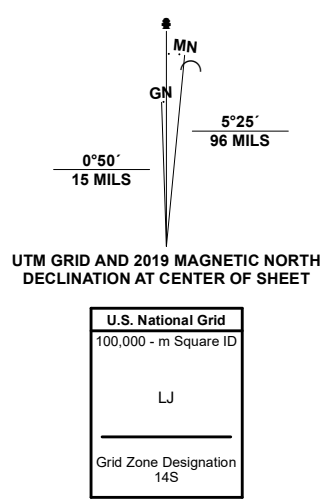 MN
GN
5°25´
96 MILS
0°50´
15 MILS
UTM GRID AND 2019 MAGNETIC NORTH
DECLINATION AT CENTER OF SHEET
U.S. National Grid
100,000 - m Square ID
LJ
Grid Zone Designation
14S